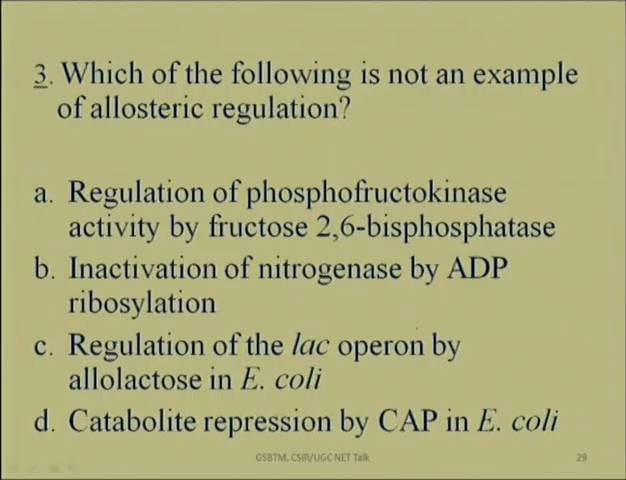 3. Which of the following is not an example
of allosteric regulation?
a. Regulation of phosphofructokinase
activity by fructose 2,6-bisphosphatase
b. Inactivation of nitrogenase by ADP
ribosylation
c. Regulation of the lac operon by
allolactose in E. coli
d. Catabolite repression by CAP in E. coli
GSBTM, CSIR/UGC NET Talk
29